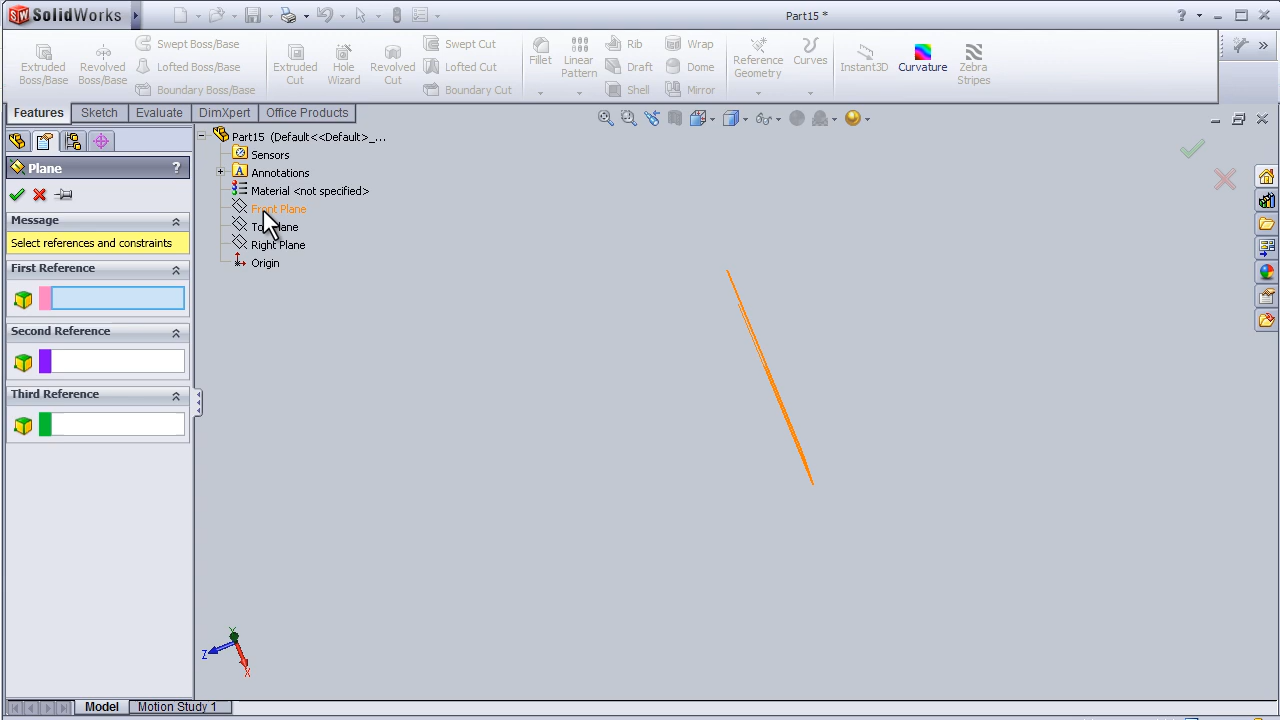 SolidWorks
Part15 *
?
Extruded Boss/Base
Revolved Boss/Base
Swept Boss/Base
Lofted Boss/Base
Boundary Boss/Base
Extruded Cut
Hole Wizard
Revolved Cut
Swept Cut
Lofted Cut
Boundary Cut
Fillet
Linear Pattern
Rib
Draft
Shell
Wrap
Dome
Mirror
Reference Geometry
Curves
Instant3D
Curvature
Zebra Stripes
Features
Sketch
Evaluate
DimXpert
Office Products
Plane
?
Message
Select references and constraints
First Reference
Second Reference
Third Reference
Part15 (Default<<Default>_...
Sensors
Annotations
Material <not specified>
Front Plane
Right Plane
Origin
Y
Z
X
Model
Motion Study 1